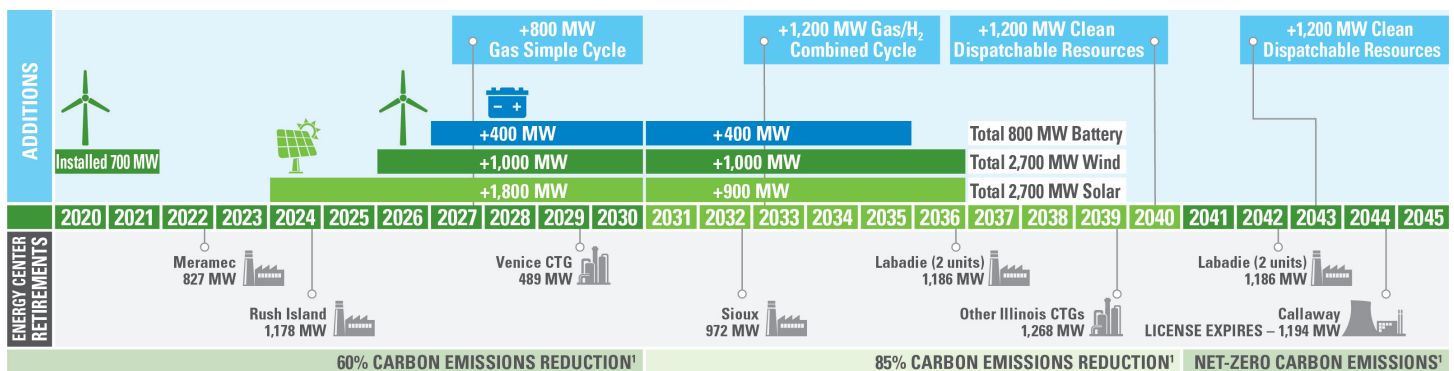 ADDITIONS
+800 MW
Gas Simple Cycle
+1,200 MW Gas/H₂
Combined Cycle
+1,200 MW Clean
Dispatchable Resources
+1,200 MW Clean
Dispatchable Resources
− +
+400 MW
+400 MW
Total 800 MW Battery
Installed 700 MW
+1,000 MW
+1,000 MW
Total 2,700 MW Wind
+1,800 MW
+900 MW
Total 2,700 MW Solar
2020 2021 2022 2023 2024 2025 2026 2027 2028 2029 2030 2031 2032 2033 2034 2035 2036 2037 2038 2039 2040 2041 2042 2043 2044 2045
ENERGY CENTER
RETIREMENTS
Meramec
827 MW
Rush Island
1,178 MW
Venice CTG
489 MW
Sioux
972 MW
Labadie (2 units)
1,186 MW
Other Illinois CTGs
1,268 MW
Labadie (2 units)
1,186 MW
Callaway
LICENSE EXPIRES – 1,194 MW
60% CARBON EMISSIONS REDUCTION¹
85% CARBON EMISSIONS REDUCTION¹
NET-ZERO CARBON EMISSIONS¹